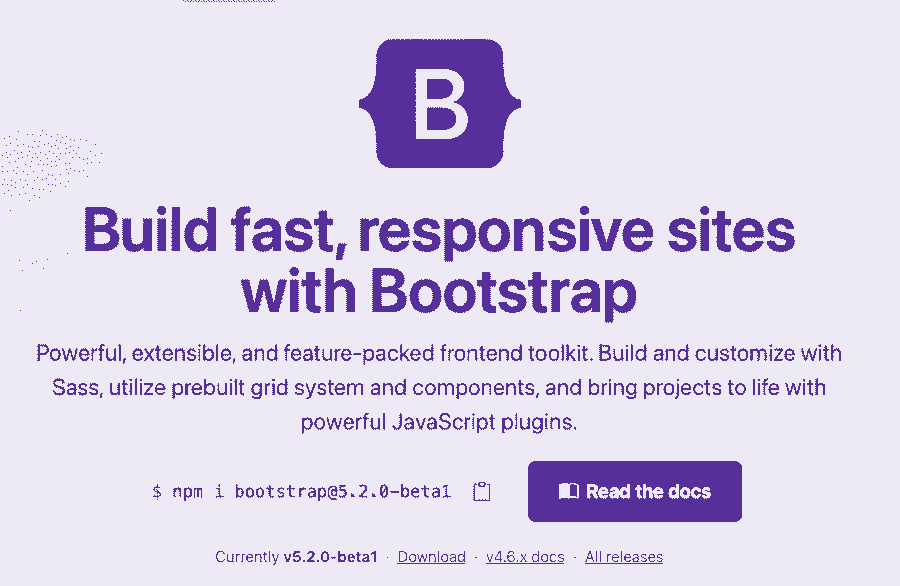 B
Build fast, responsive sites
with Bootstrap
Powerful, extensible, and feature-packed frontend toolkit. Build and customize with
Sass, utilize prebuilt grid system and components, and bring projects to life with
powerful JavaScript plugins.
$ npm i bootstrap@5.2.0-beta1 Read the docs
Currently v5.2.0-beta1 · Download · v4.6.x docs · All releases